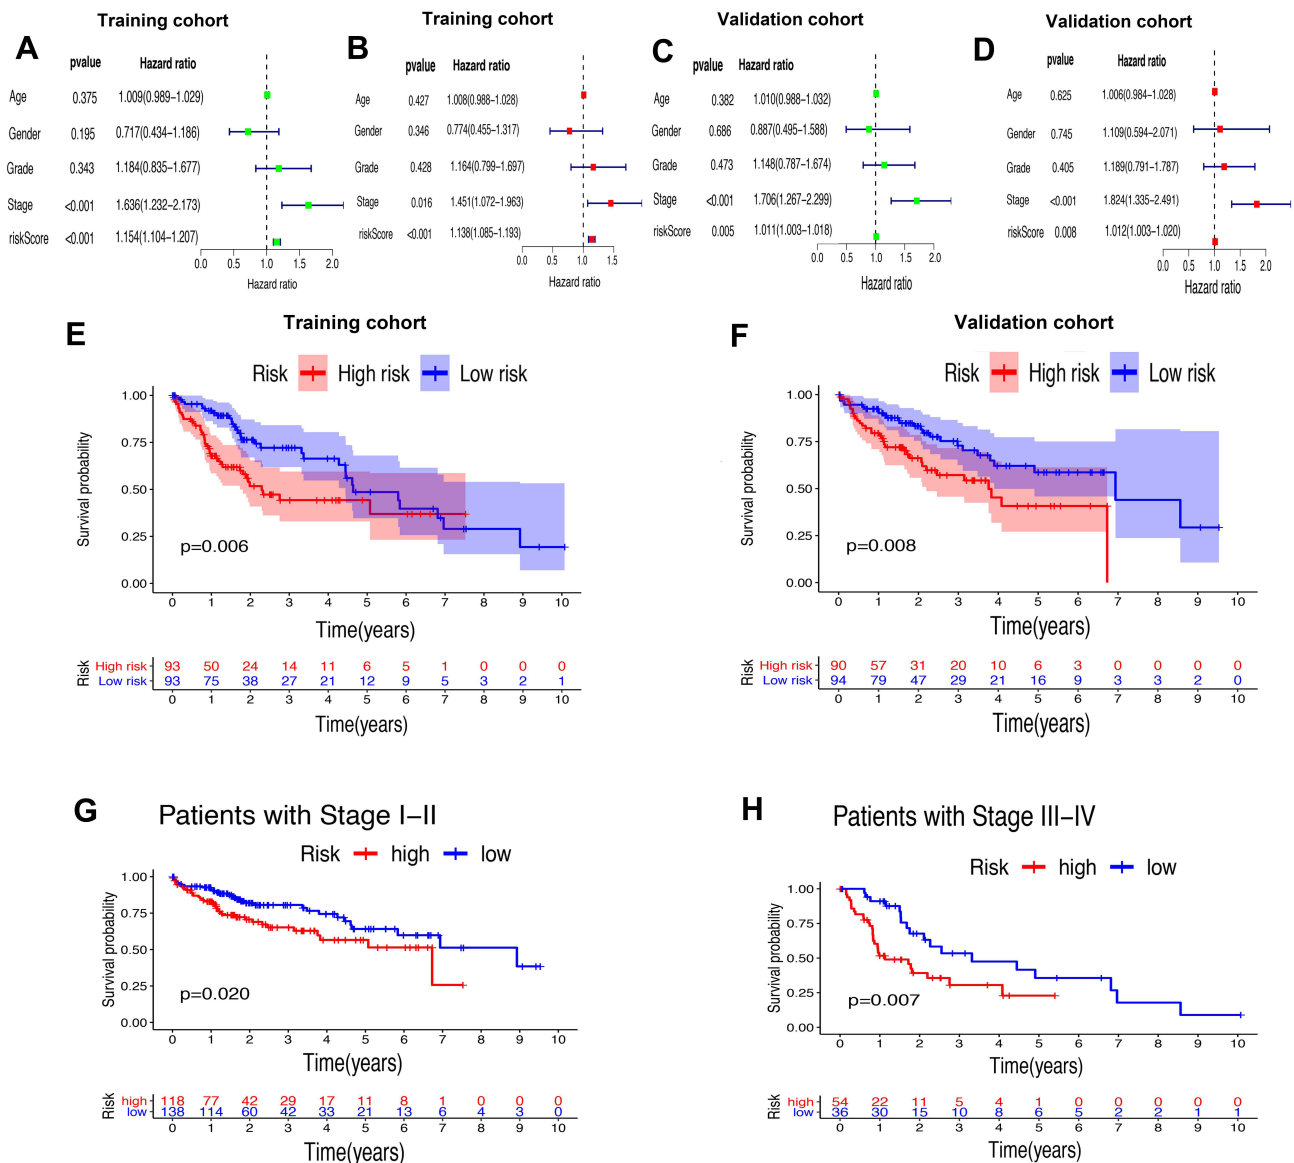 Training cohort
Training cohort
Validation cohort
Validation cohort
A
pvalue Hazard ratio
Age 0.375 1.009(0.989–1.029)
Gender 0.195 0.717(0.434–1.186)
Grade 0.343 1.184(0.835–1.677)
Stage <0.001 1.636(1.232–2.173)
riskScore <0.001 1.154(1.104–1.207)
0.0 0.5 1.0 1.5 2.0
Hazard ratio
B
pvalue Hazard ratio
Age 0.427 1.008(0.988–1.028)
Gender 0.346 0.774(0.455–1.317)
Grade 0.428 1.164(0.799–1.697)
Stage 0.016 1.451(1.072–1.963)
riskScore <0.001 1.138(1.085–1.193)
0.0 0.5 1.0 1.5
Hazard ratio
C
pvalue Hazard ratio
Age 0.382 1.010(0.988–1.032)
Gender 0.686 0.887(0.495–1.588)
Grade 0.473 1.148(0.787–1.674)
Stage <0.001 1.706(1.267–2.299)
riskScore 0.005 1.011(1.003–1.018)
0.0 0.5 1.0 1.5 2.0
Hazard ratio
D
pvalue Hazard ratio
Age 0.625 1.006(0.984–1.028)
Gender 0.745 1.109(0.594–2.071)
Grade 0.405 1.189(0.791–1.787)
Stage <0.001 1.824(1.335–2.491)
riskScore 0.008 1.012(1.003–1.020)
0.0 0.5 1.0 1.5 2.0
Hazard ratio
E
Training cohort
Risk High risk Low risk
Survival probability
1.00
0.75
0.50
0.25
0.00
p=0.006
0 1 2 3 4 5 6 7 8 9 10
Time(years)
Risk
High risk 93 50 24 14 11 6 5 1 0 0 0
Low risk 93 75 38 27 21 12 9 5 3 2 1
0 1 2 3 4 5 6 7 8 9 10
Time(years)
F
Validation cohort
Risk High risk Low risk
Survival probability
1.00
0.75
0.50
0.25
0.00
p=0.008
0 1 2 3 4 5 6 7 8 9 10
Time(years)
Risk
High risk 90 57 31 20 10 6 3 0 0 0 0
Low risk 94 79 47 29 21 16 9 3 3 2 0
0 1 2 3 4 5 6 7 8 9 10
Time(years)
G
Patients with Stage I–II
Risk high low
Survival probability
1.00
0.75
0.50
0.25
0.00
p=0.020
0 1 2 3 4 5 6 7 8 9 10
Time(years)
Risk
high 118 77 42 29 17 11 8 1 0 0 0
low 138 114 60 42 33 21 13 6 4 3 0
0 1 2 3 4 5 6 7 8 9 10
Time(years)
H
Patients with Stage III–IV
Risk high low
Survival probability
1.00
0.75
0.50
0.25
0.00
p=0.007
0 1 2 3 4 5 6 7 8 9 10
Time(years)
Risk
high 54 22 11 5 4 1 0 0 0 0 0
low 36 30 15 10 8 6 5 2 2 1 1
0 1 2 3 4 5 6 7 8 9 10
Time(years)